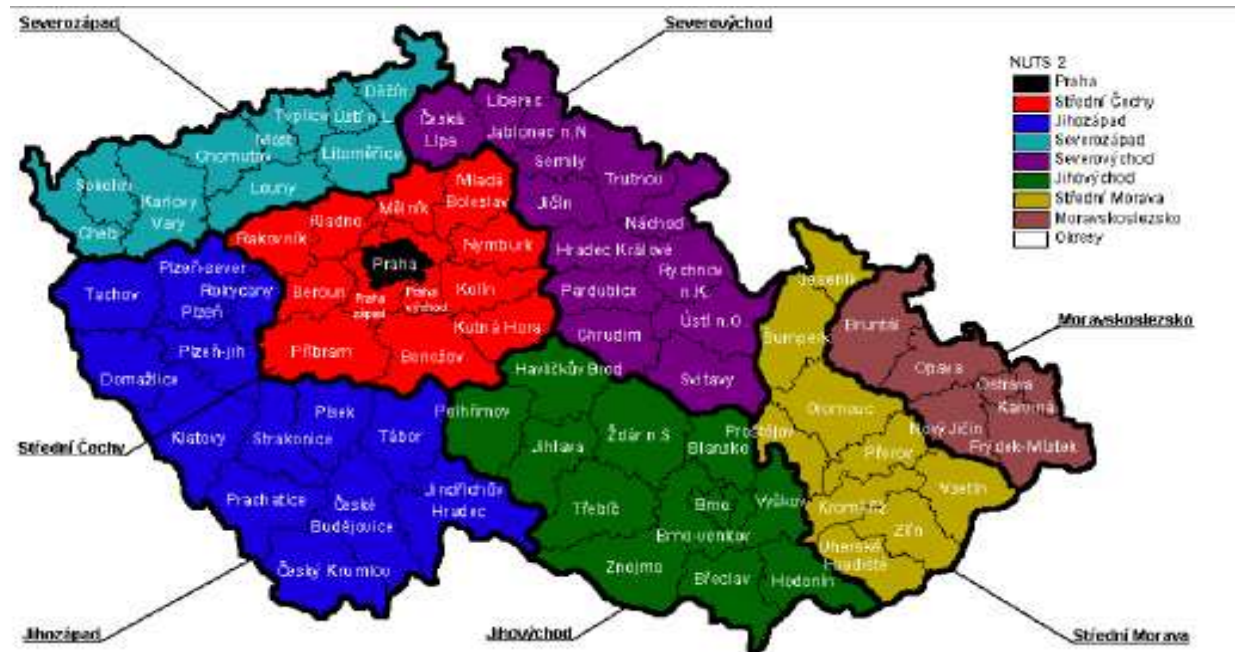 Severozápad
Severovýchod
NUTS 2
Praha
Střední Čechy
Jihozápad
Severozápad
Severovýchod
Jihovýchod
Střední Morava
Moravskoslezsko
Okresy
Děčín
Teplice
Ústí n.L.
Most
Chomutov
Litoměřice
Louny
Sokolov
Karlovy
Vary
Cheb
Liberec
Česká
Lípa
Jablonec n.N
Semily
Trutnov
Jičín
Náchod
Hradec Králové
Rychnov
n.K.
Pardubice
Ústí n.O.
Chrudim
Svitavy
Mladá
Boleslav
Mělník
Kladno
Rakovník
Nymburk
Praha
Beroun
Praha
západ
Praha
východ
Kolín
Kutná Hora
Příbram
Benešov
Plzeň-sever
Tachov
Rokycany
Plzeň
Plzeň-jih
Domažlice
Klatovy
Písek
Strakonice
Tábor
Prachatice
České
Budějovice
Jindřichův
Hradec
Český Krumlov
Havlíčkův Brod
Pelhřimov
Jihlava
Žďár n S
Blansko
Třebíč
Brno
Vyškov
Brno-venkov
Znojmo
Břeclav
Hodonín
Jeseník
Šumperk
Olomouc
Prostějov
Přerov
Vsetín
Kroměříž
Zlín
Uherské
Hradiště
Bruntál
Opava
Ostrava
Karviná
Nový Jičín
Frýdek-Místek
Moravskoslezsko
Střední Čechy
Jihozápad
Jihovýchod
Střední Morava